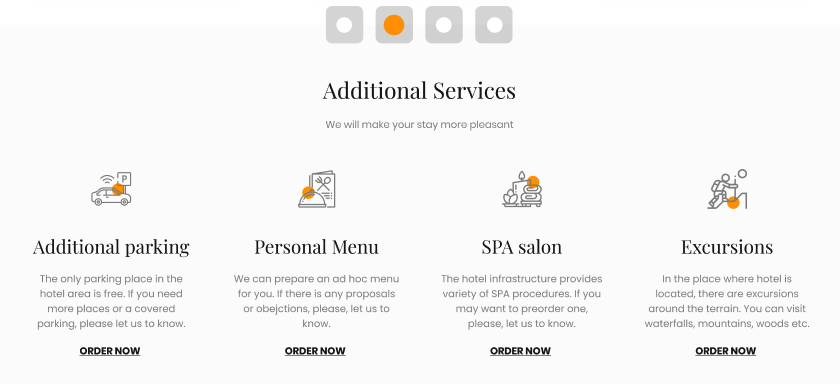 Additional Services
We will make your stay more pleasant
P
Additional parking
The only parking place in the
hotel area is free. If you need
more places or a covered
parking, please let us to know.
ORDER NOW
Personal Menu
We can prepare an ad hoc menu
for you. If there is any proposals
or obejctions, please, let us to
know.
ORDER NOW
SPA salon
The hotel infrastructure provides
variety of SPA procedures. If you
may want to preorder one,
please, let us to know.
ORDER NOW
Excursions
In the place where hotel is
located, there are excursions
around the terrain. You can visit
waterfalls, mountains, woods etc.
ORDER NOW